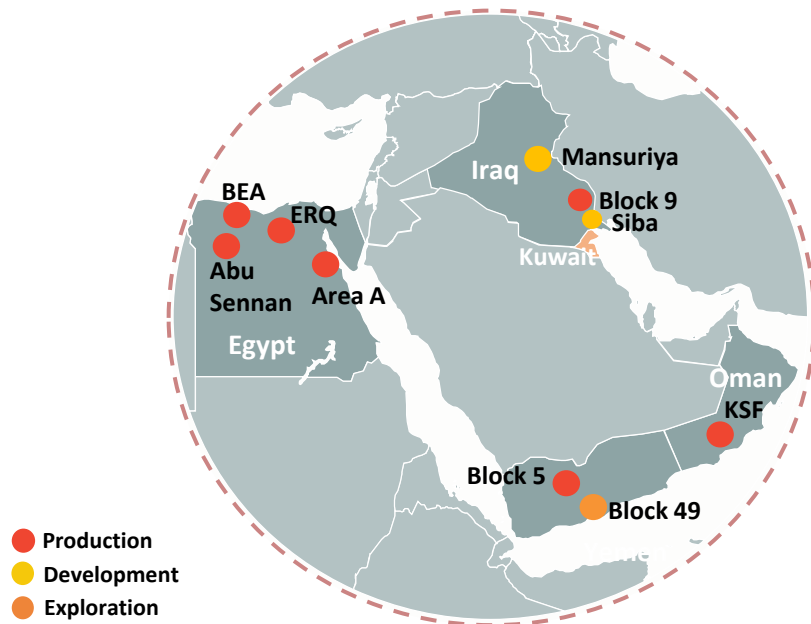 Mansuriya
Iraq
BEA
Block 9
ERQ
Siba
Kuwait
Abu
Sennan
Area A
Egypt
Oman
KSF
Block 5
Block 49
Production
Yemen
Development
Exploration